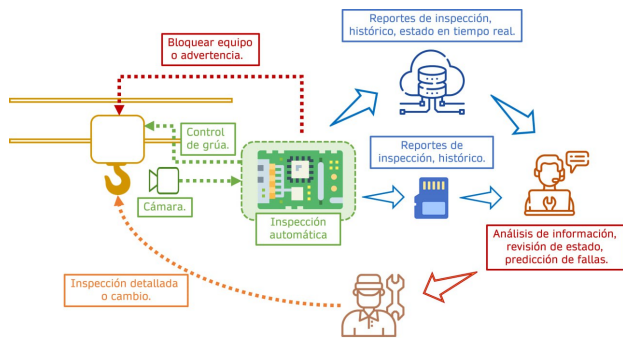 Reportes de inspección,
histórico, estado en tiempo real.
Bloquear equipo
o advertencia.
Control
de grúa.
Reportes de
inspección, histórico.
Cámara.
Inspección
automática
Análisis de información,
revisión de estado,
predicción de fallas.
Inspección detallada
o cambio.